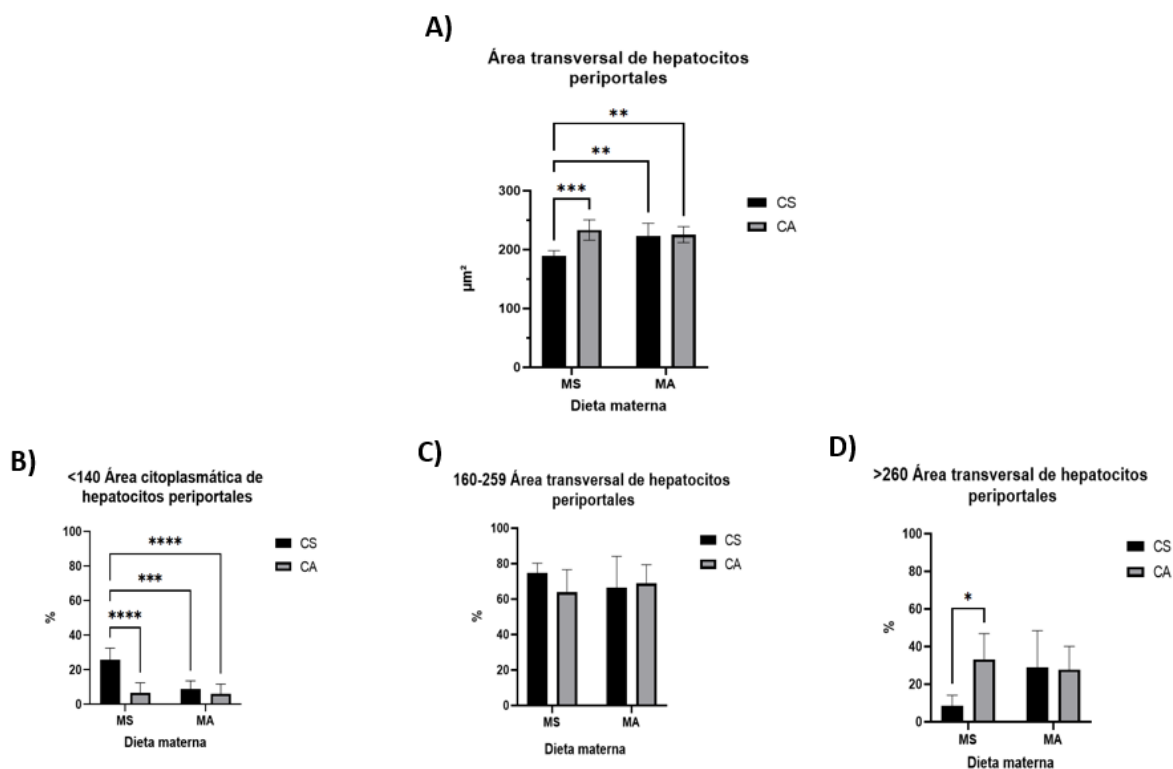 A)
Área transversal de hepatocitos
periportales
**
**
***
300
200
100
0
µm²
MS
MA
Dieta materna
CS
CA
B)
<140 Área citoplasmática de
hepatocitos periportales
****
***
****
100
80
60
40
20
0
%
MS
MA
Dieta materna
CS
CA
C)
160-259 Área transversal de hepatocitos
periportales
100
80
60
40
20
0
%
MS
MA
Dieta materna
CS
CA
D)
>260 Área transversal de hepatocitos
periportales
*
100
80
60
40
20
0
%
MS
MA
Dieta materna
CS
CA